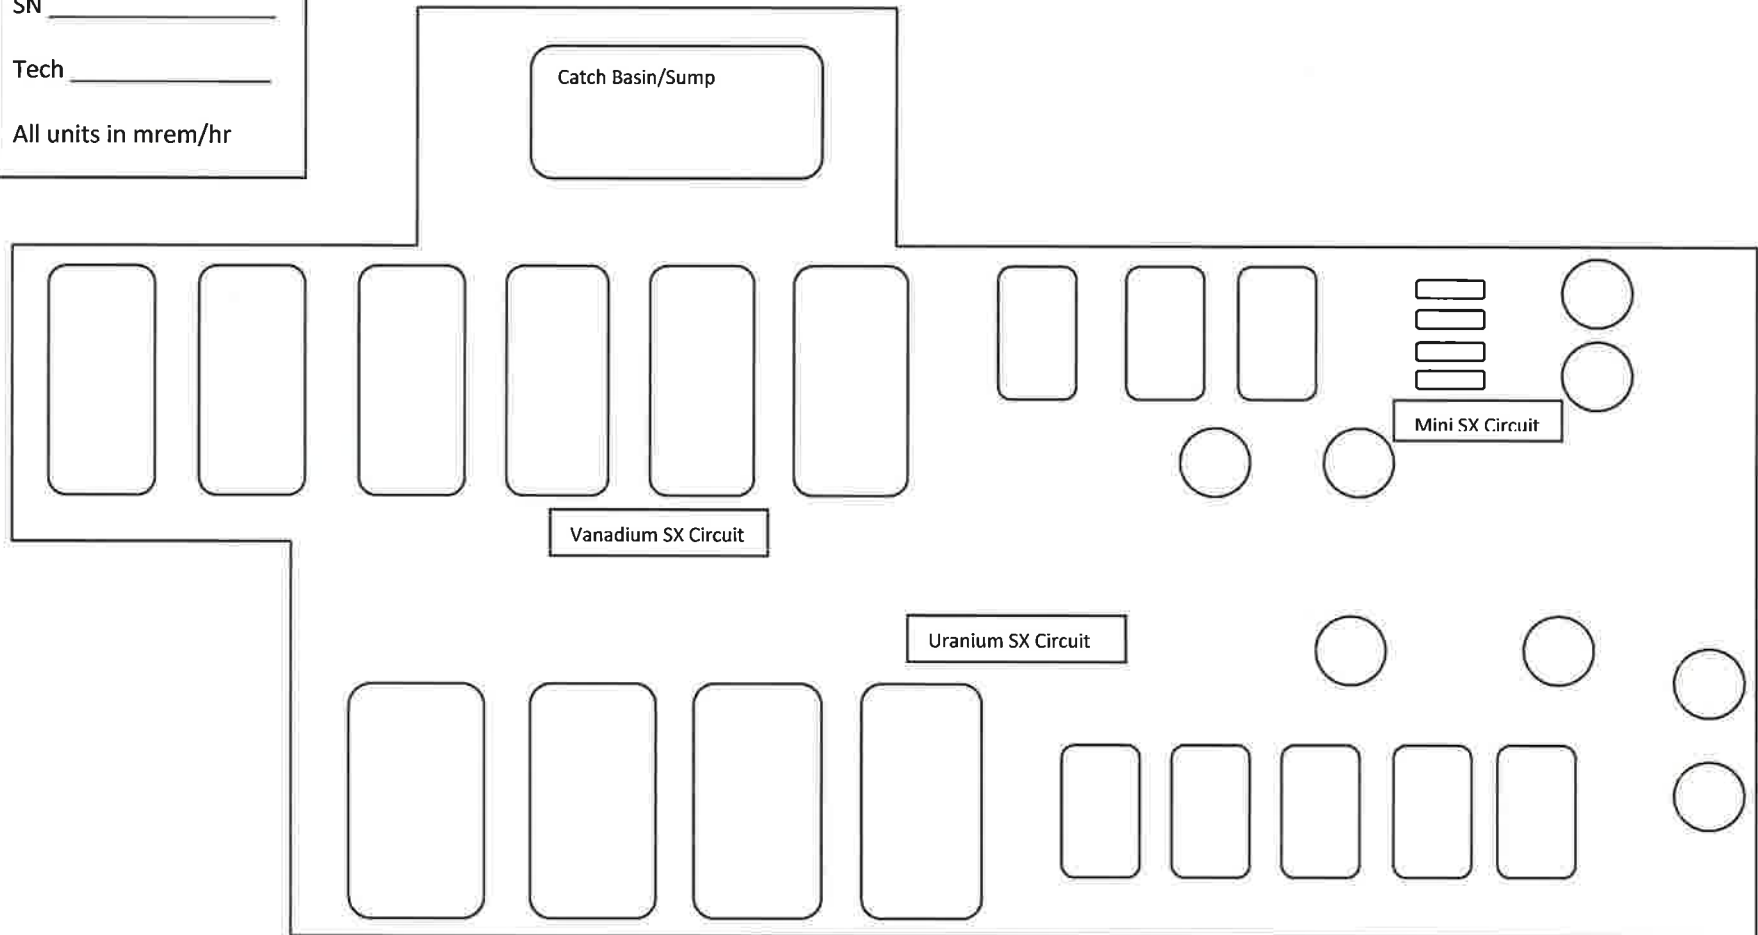 SN
Tech
All units in mrem/hr
Catch Basin/Sump
Mini SX Circuit
Vanadium SX Circuit
Uranium SX Circuit